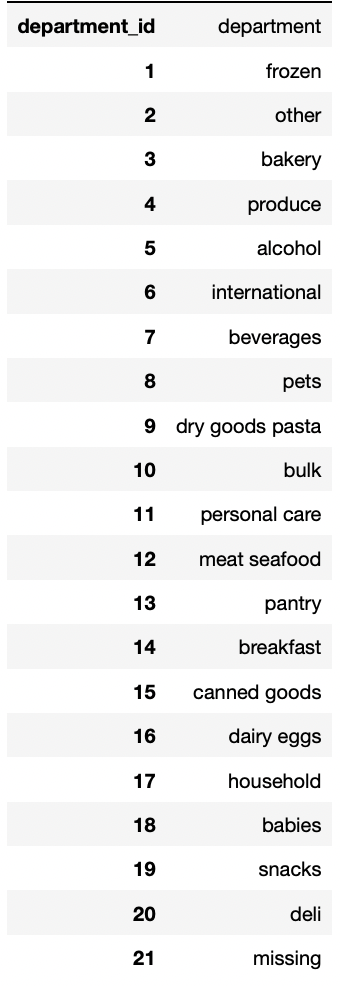 department_id department
1 frozen
2 other
3 bakery
4 produce
5 alcohol
6 international
7 beverages
8 pets
9 dry goods pasta
10 bulk
11 personal care
12 meat seafood
13 pantry
14 breakfast
15 canned goods
16 dairy eggs
17 household
18 babies
19 snacks
20 deli
21 missing